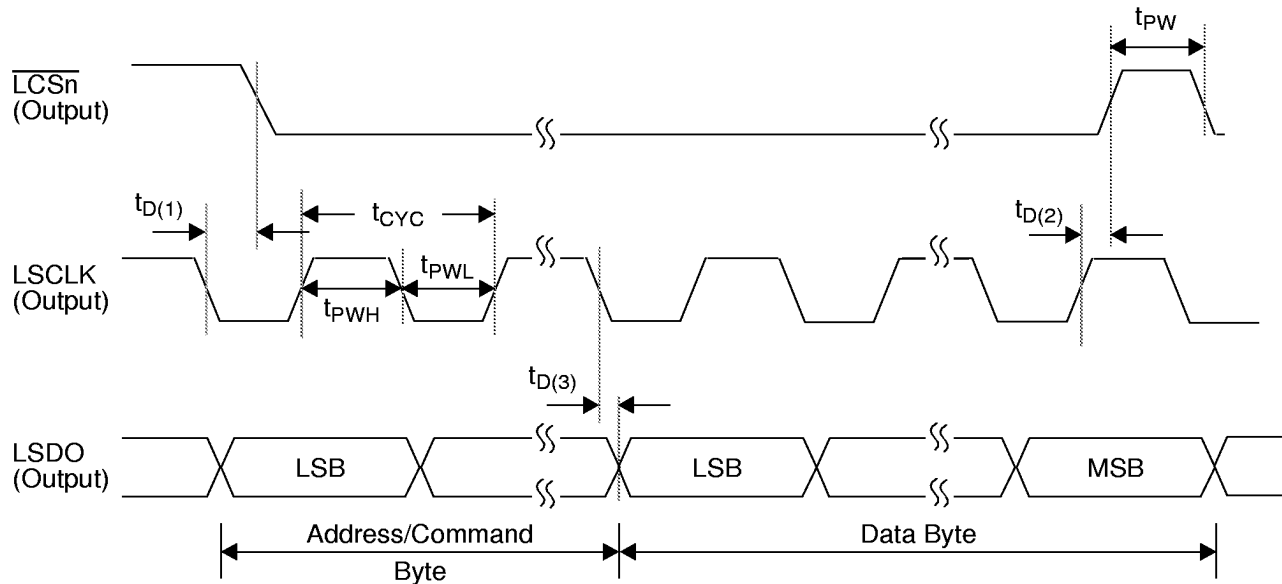 tPW
LCSn
(Output)
tD(1)
tCYC
tD(2)
LSCLK
(Output)
tPWL
tPWH
tD(3)
LSDO
(Output)
LSB
LSB
MSB
Address/Command
Byte
Data Byte